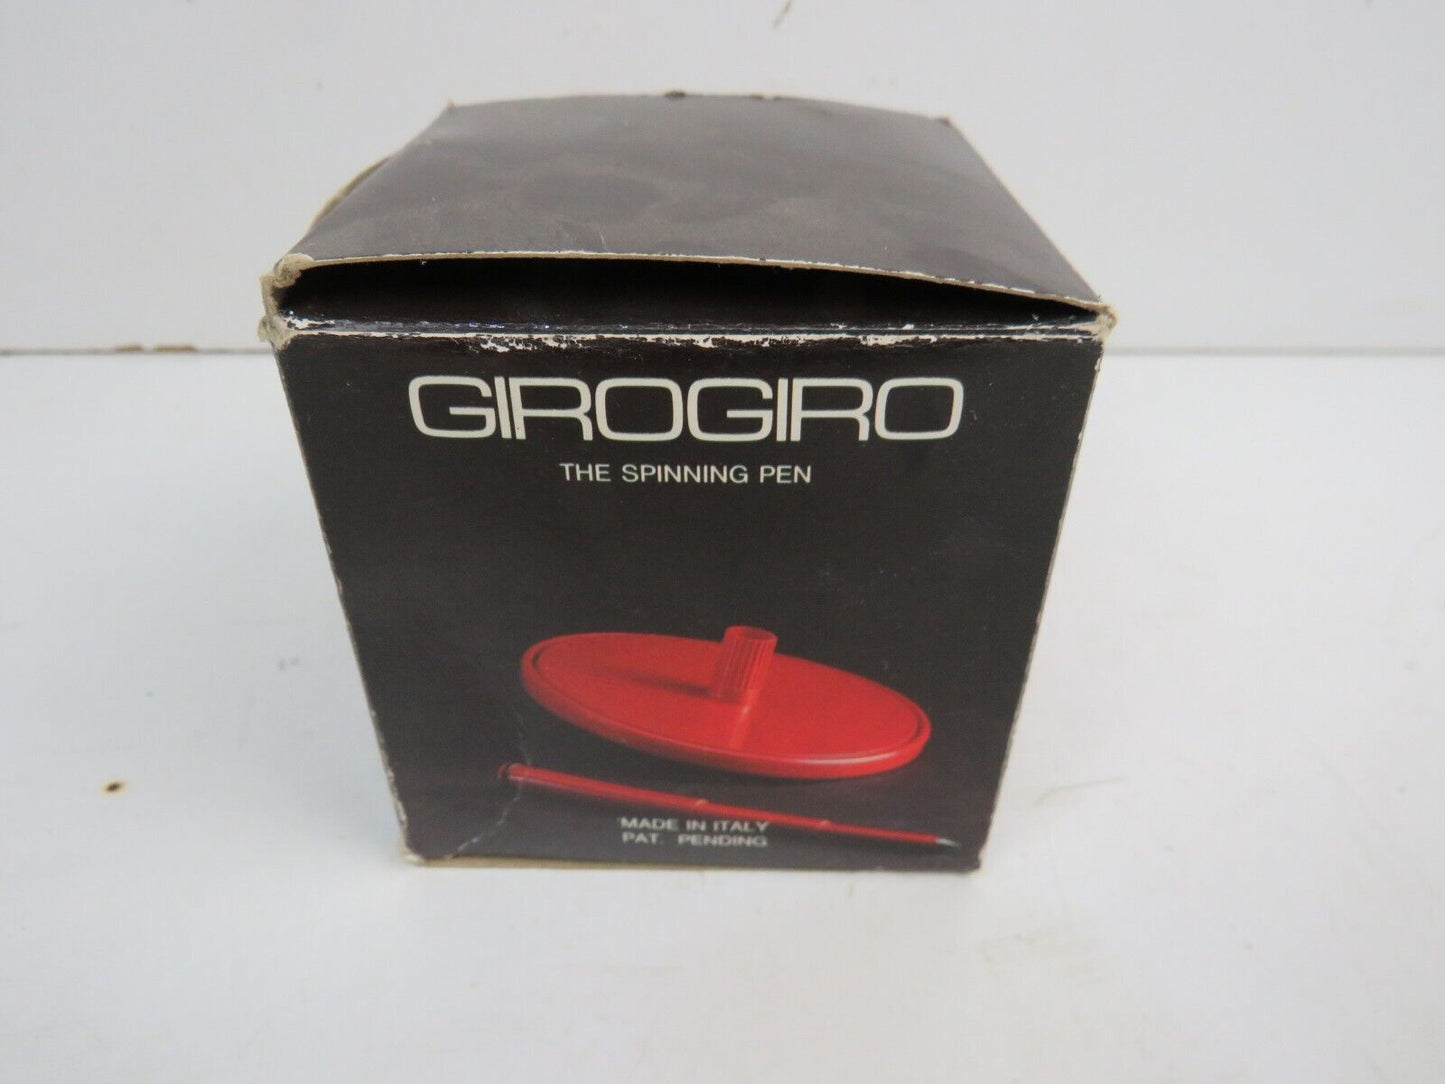 GIROGIRO
THE SPINNING PEN
MADE IN ITALY
PAT. PENDING